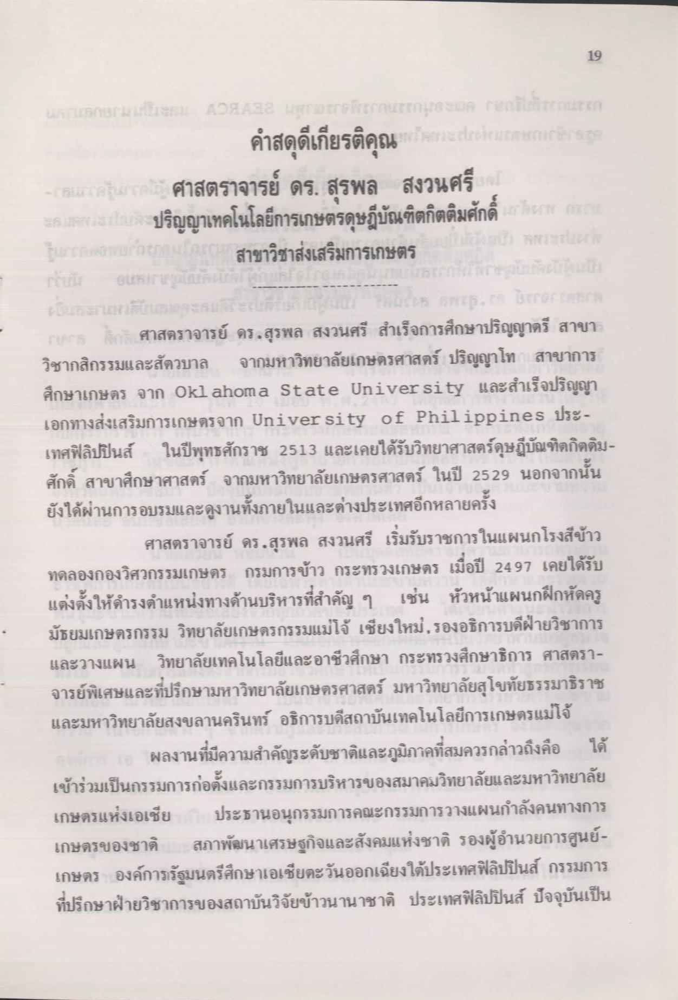 19
คำสดุดีเกียรติคุณ
ศาสตราจารย์ ดร. สุรพล สงวนศรี
ปริญญาเทคโนโลยีการเกษตรดุษฎีบัณฑิตกิตติมศักดิ์
สาขาวิชาส่งเสริมการเกษตร
ศาสตราจารย์ ดร.สุรพล สงวนศรี สำเร็จการศึกษาปริญญาตรี สาขา
วิชากสิกรรมและสัตวบาล จากมหาวิทยาลัยเกษตรศาสตร์ ปริญญาโท สาขาการ
ศึกษาเกษตร จาก Oklahoma State University และสำเร็จปริญญา
เอกทางส่งเสริมการเกษตรจาก University of Philippines ประ-
เทศฟิลิปปินส์ ในปีพุทธศักราช 2513 และเคยได้รับวิทยาศาสตร์ดุษฎีบัณฑิตกิตติม-
ศักดิ์ สาขาศึกษาศาสตร์ จากมหาวิทยาลัยเกษตรศาสตร์ ในปี 2529 นอกจากนั้น
ยังได้ผ่านการอบรมและดูงานทั้งภายในและต่างประเทศอีกหลายครั้ง
ศาสตราจารย์ ดร.สุรพล สงวนศรี เริ่มรับราชการในแผนกโรงสีข้าว
ทดลองกองวิศวกรรมเกษตร กรมการข้าว กระทรวงเกษตร เมื่อปี 2497 เคยได้รับ
แต่งตั้งให้ดำรงตำแหน่งทางด้านบริหารที่สำคัญ ๆ เช่น หัวหน้าแผนกฝึกหัดครู
มัธยมเกษตรกรรม วิทยาลัยเกษตรกรรมแม่โจ้ เชียงใหม่.รองอธิการบดีฝ่ายวิชาการ
และวางแผน วิทยาลัยเทคโนโลยีและอาชีวศึกษา กระทรวงศึกษาธิการ ศาสตรา-
จารย์พิเศษและที่ปรึกษามหาวิทยาลัยเกษตรศาสตร์ มหาวิทยาลัยสุโขทัยธรรมาธิราช
และมหาวิทยาลัยสงขลานครินทร์ อธิการบดีสถาบันเทคโนโลยีการเกษตรแม่โจ้
ผลงานที่มีความสำคัญระดับชาติและภูมิภาคที่สมควรกล่าวถึงคือ ได้
เข้าร่วมเป็นกรรมการก่อตั้งและกรรมการบริหารของสมาคมวิทยาลัยและมหาวิทยาลัย
เกษตรแห่งเอเชีย ประธานอนุกรรมการคณะกรรมการวางแผนกำลังคนทางการ
เกษตรของชาติ สภาพัฒนาเศรษฐกิจและสังคมแห่งชาติ รองผู้อำนวยการศูนย์-
เกษตร องค์การรัฐมนตรีศึกษาเอเชียตะวันออกเฉียงใต้ประเทศฟิลิปปินส์ กรรมการ
ที่ปรึกษาฝ่ายวิชาการของสถาบันวิจัยข้าวนานาชาติ ประเทศฟิลิปปินส์ ปัจจุบันเป็น